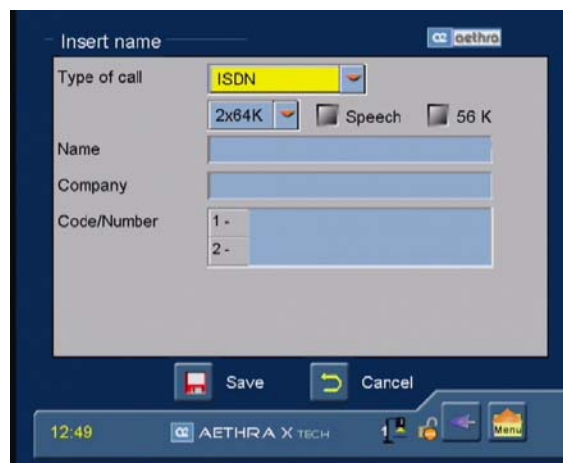 Insert name
aethra
Type of call ISDN
2x64K Speech 56 K
Name
Company
Code/Number 1 -
2 -
Save Cancel
12:49 AETHRA X TECH 1 Menu